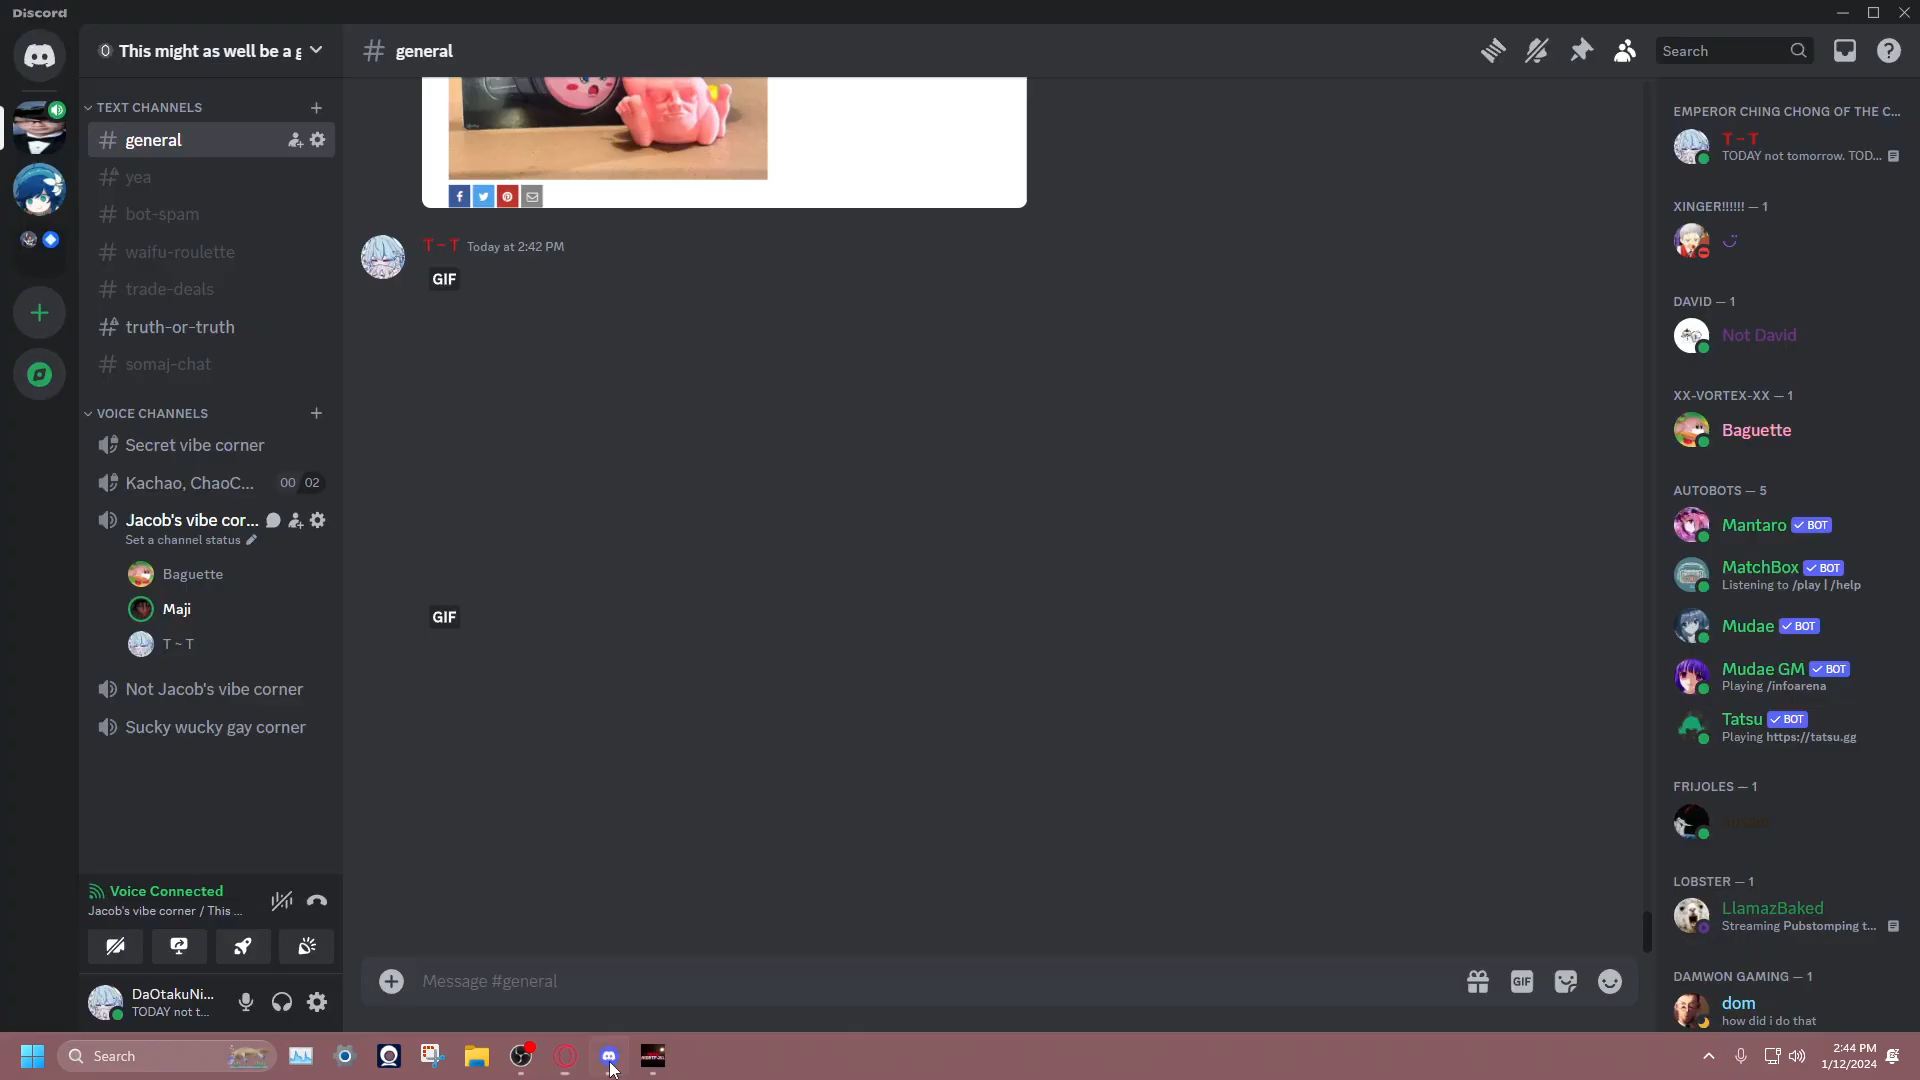 Discord
This might as well be a g
general
Search
TEXT CHANNELS
general
yea
bot-spam
waifu-roulette
trade-deals
truth-or-truth
somaj-chat
VOICE CHANNELS
Secret vibe corner
Kachao, ChaoC... 00 02
Jacob's vibe cor...
Set a channel status
Baguette
Maji
T ~ T
Not Jacob's vibe corner
Sucky wucky gay corner
Voice Connected
Jacob's vibe corner / This ...
DaOtakuNi...
TODAY not t...
T ~ T Today at 2:42 PM
GIF
GIF
Message #general
GIF
EMPEROR CHING CHONG OF THE C...
T ~ T
TODAY not tomorrow. TOD...
XINGER!!!!!! — 1
DAVID — 1
Not David
XX-VORTEX-XX — 1
Baguette
AUTOBOTS — 5
Mantaro BOT
MatchBox BOT
Listening to /play | /help
Mudae BOT
Mudae GM BOT
Playing /infoarena
Tatsu BOT
Playing https://tatsu.gg
FRIJOLES — 1
LOBSTER — 1
LlamazBaked
Streaming Pubstomping t...
DAMWON GAMING — 1
dom
how did i do that
Search
2:44 PM
1/12/2024